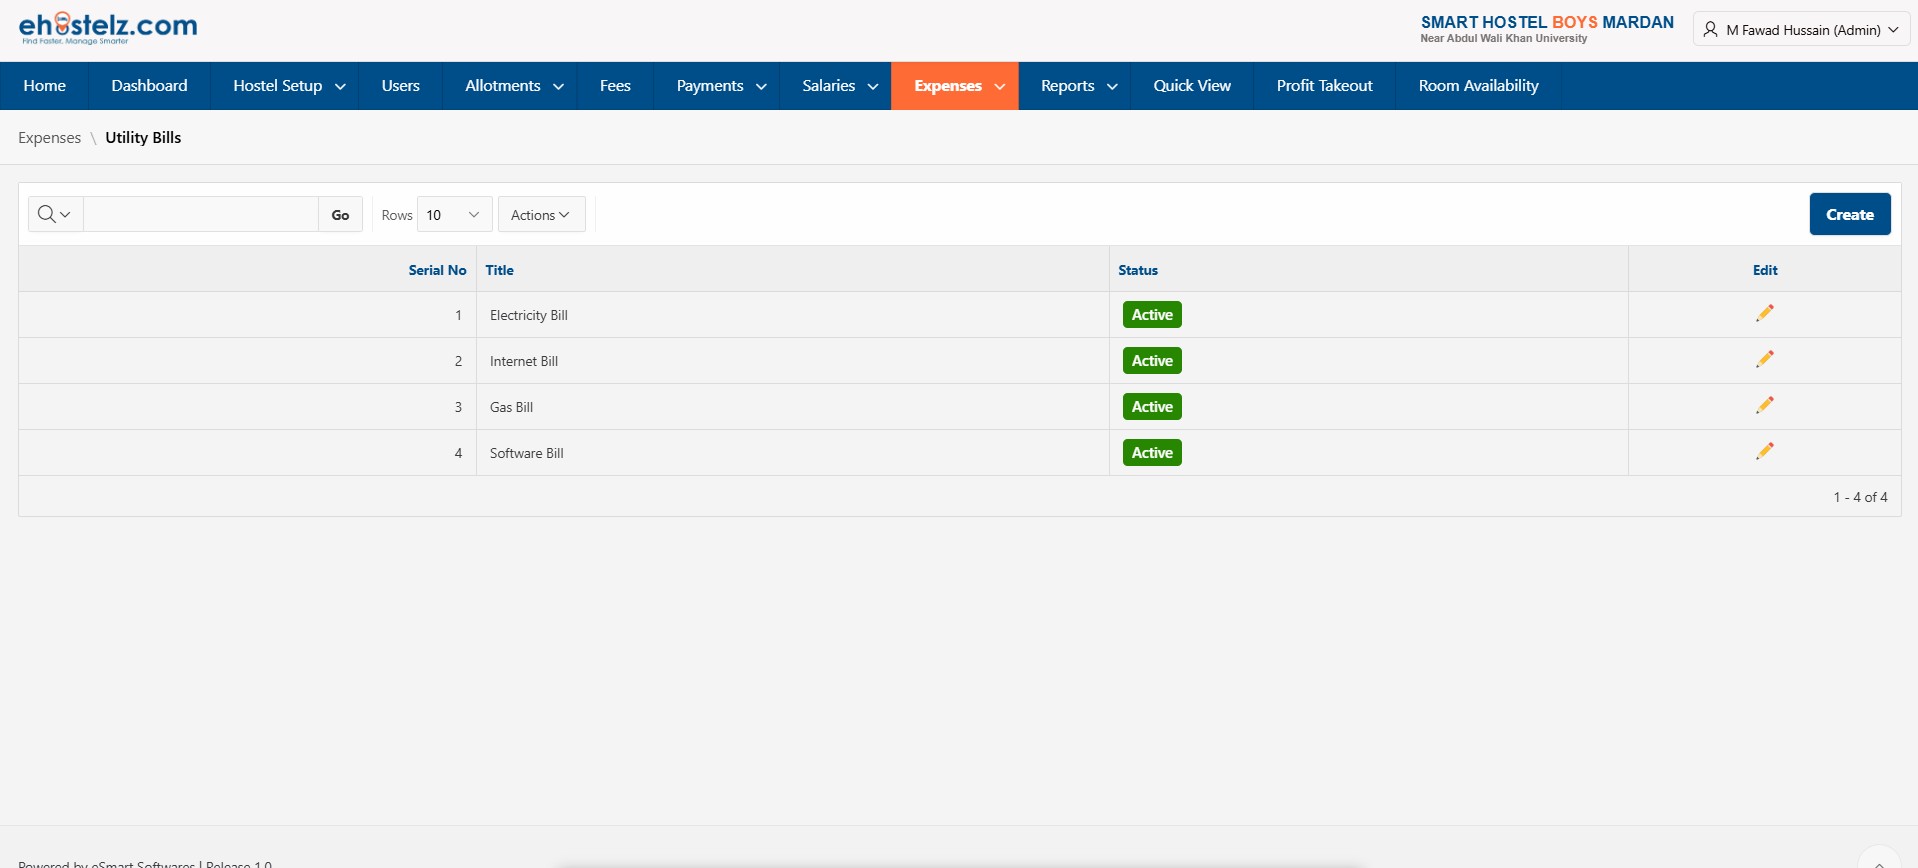 ehostelz.com
Find Faster, Manage Smarter
SMART HOSTEL BOYS MARDAN
Near Abdul Wali Khan University
M Fawad Hussain (Admin)
Home Dashboard Hostel Setup Users Allotments Fees Payments Salaries Expenses Reports Quick View Profit Takeout Room Availability
Expenses \ Utility Bills
Go Rows 10 Actions Create
Serial No Title Status Edit
1 Electricity Bill Active
2 Internet Bill Active
3 Gas Bill Active
4 Software Bill Active
1 - 4 of 4
Powered by eSmart Softwares | Release 1.0